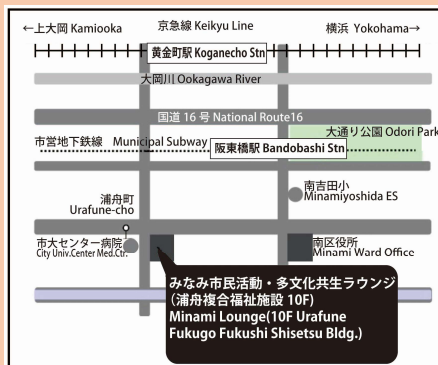 ←上大岡 Kamiooka
京急線 Keikyu Line
横浜 Yokohama→
黄金町駅 Koganecho Stn
大岡川 Ookagawa River
国道 16 号 National Route16
大通り公園 Odori Park
市営地下鉄線 Municipal Subway
阪東橋駅 Bandobashi Stn
浦舟町
Urafune-cho
南吉田小
Minamiyoshida ES
市大センター病院
City Univ.Center Med.Ctr.
南区役所
Minami Ward Office
みなみ市民活動・多文化共生ラウンジ
(浦舟複合福祉施設 10F)
Minami Lounge(10F Urafune
Fukugo Fukushi Shisetsu Bldg.)